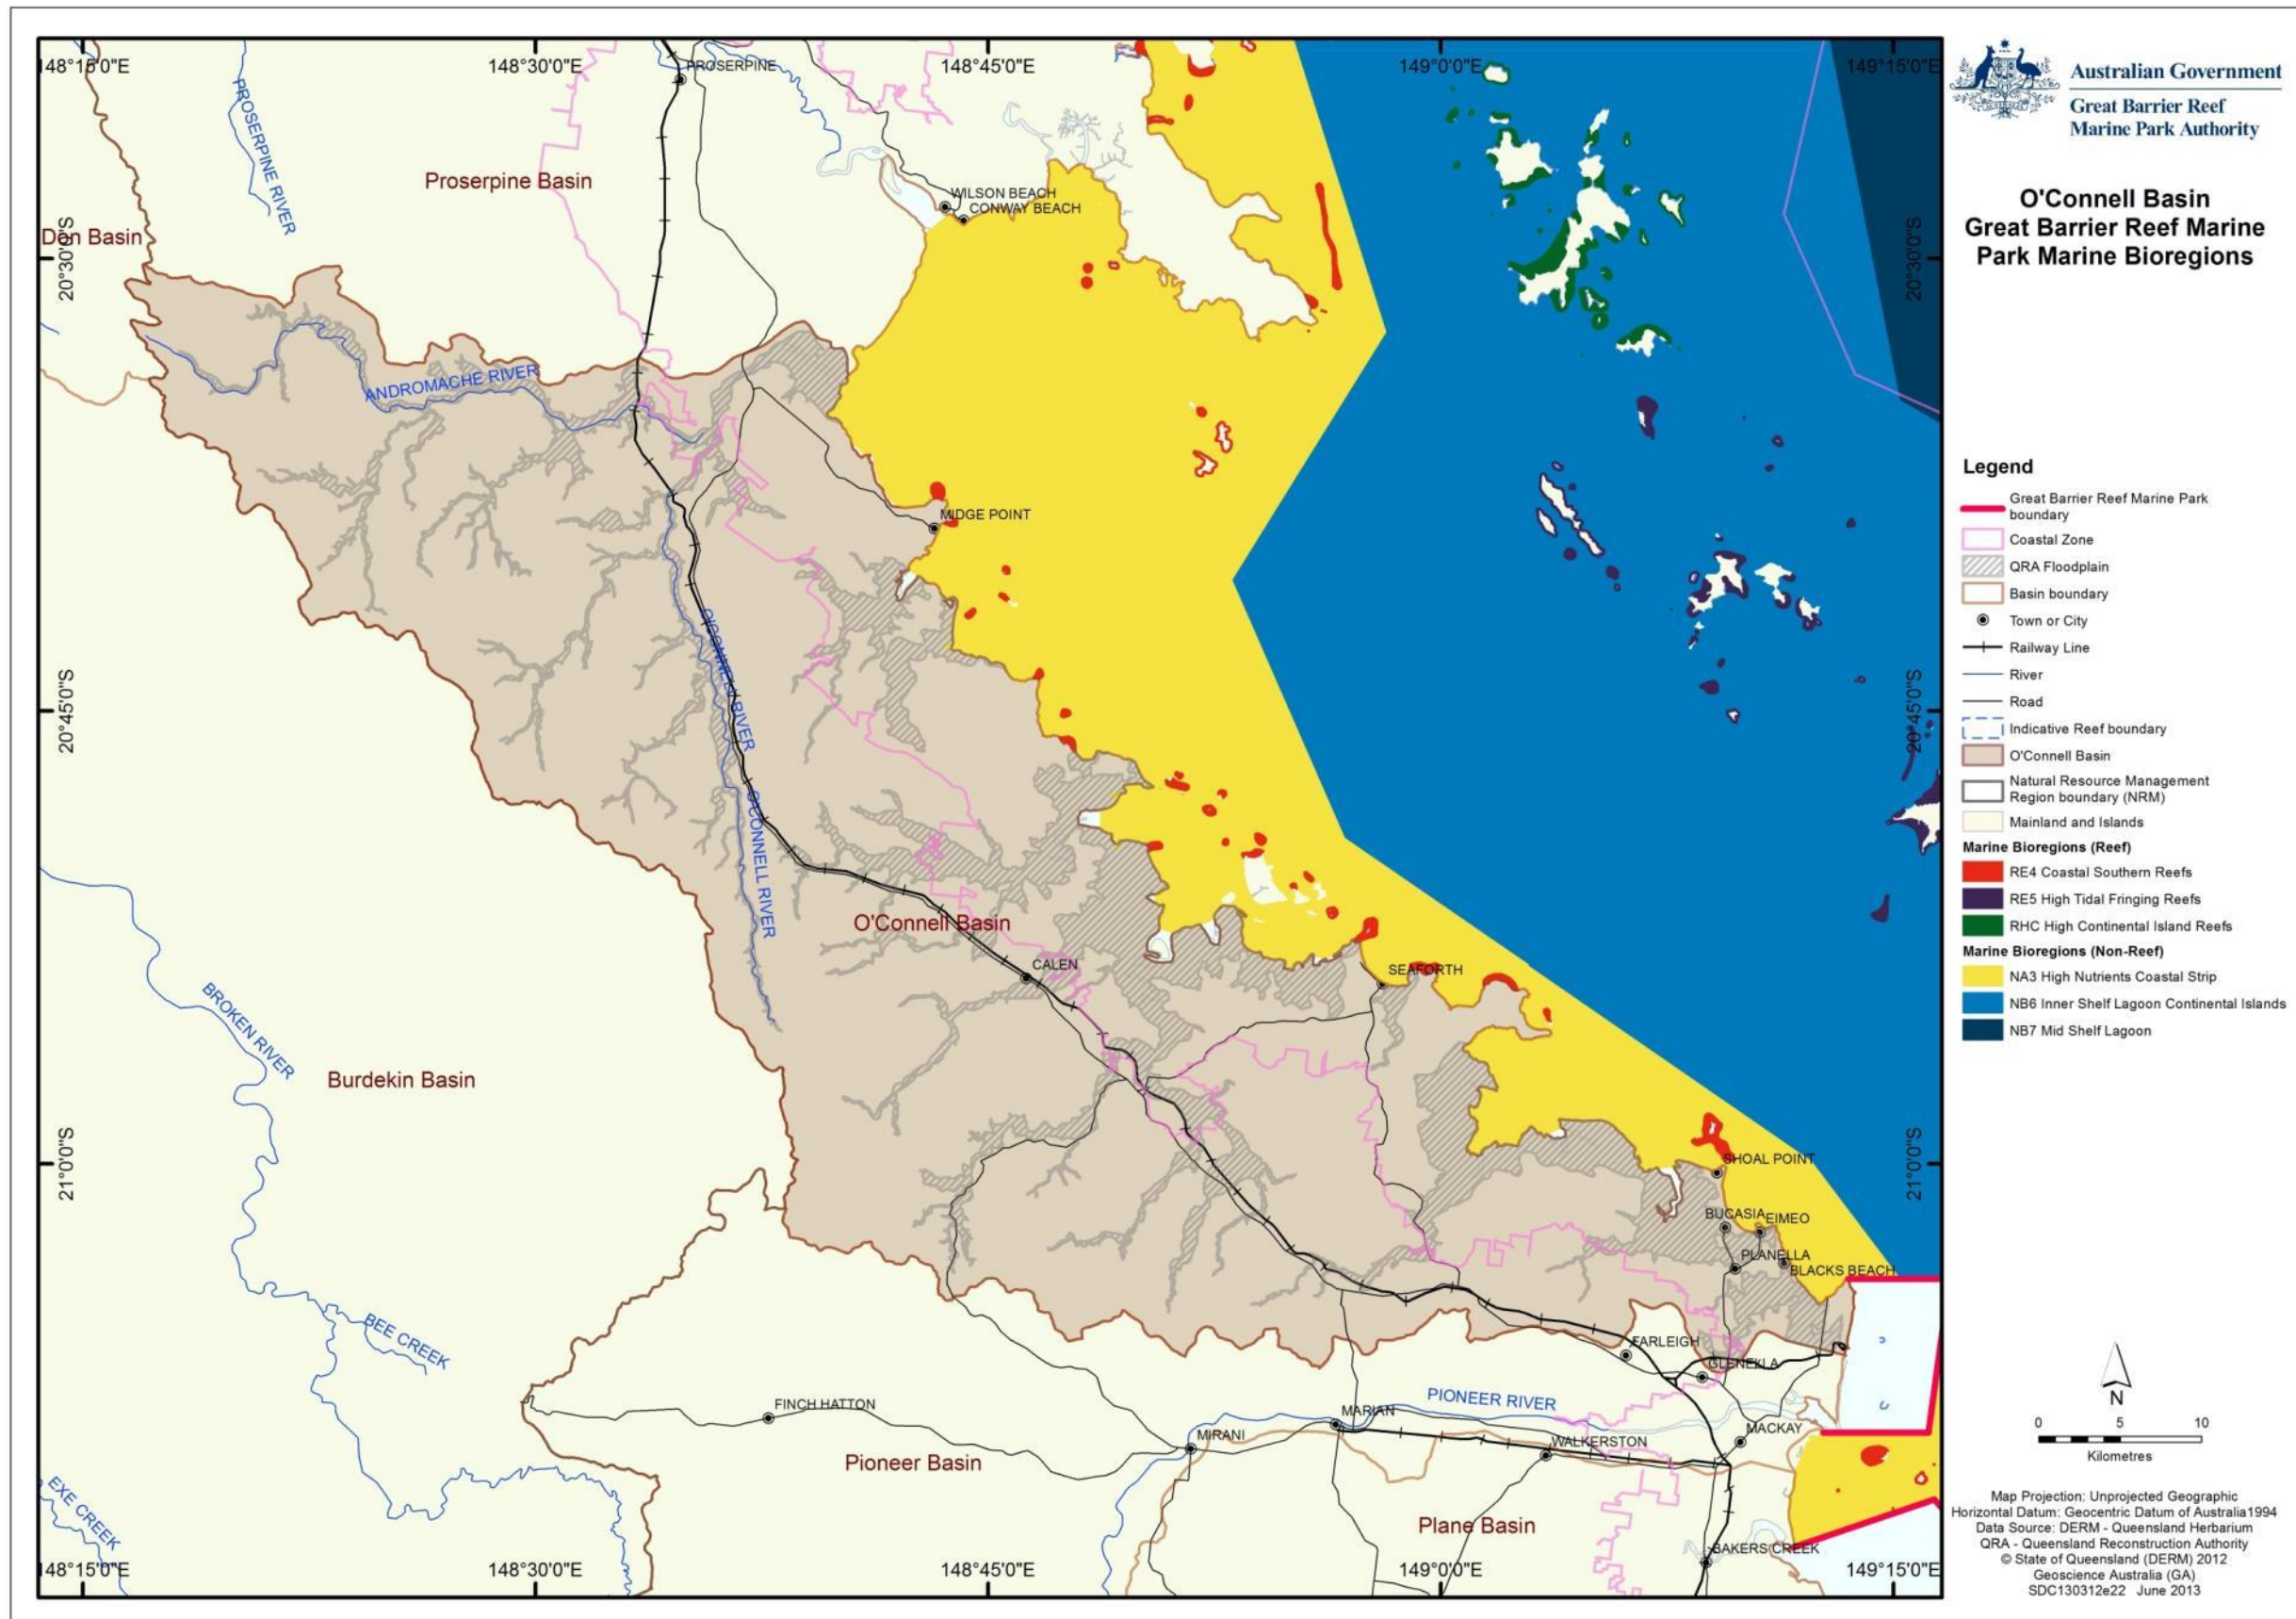 148°15'0"E
148°30'0"E
148°45'0"E
149°0'0"E
149°15'0"E
PROSERPINE
PROSERPINE RIVER
Proserpine Basin
WILSON BEACH
CONWAY BEACH
Don Basin
20°30'0"S
20°30'0"S
ANDROMACHE RIVER
MIDGE POINT
O'CONNELL RIVER
20°45'0"S
20°45'0"S
O'CONNELL RIVER
O'Connell Basin
CALEN
SEAFORTH
BROKEN RIVER
Burdekin Basin
21°0'0"S
21°0'0"S
SHOAL POINT
BUCASIA
EIMEO
PLANELLA
BLACKS BEACH
BEE CREEK
FARLEIGH
GLENELLA
FINCH HATTON
PIONEER RIVER
MARIAN
MIRANI
MACKAY
WALKERSTON
Pioneer Basin
EXE CREEK
Plane Basin
BAKERS CREEK
148°15'0"E
148°30'0"E
148°45'0"E
149°0'0"E
149°15'0"E
Australian Government
Great Barrier Reef
Marine Park Authority
O'Connell Basin
Great Barrier Reef Marine
Park Marine Bioregions
Legend
Great Barrier Reef Marine Park
boundary
Coastal Zone
QRA Floodplain
Basin boundary
Town or City
Railway Line
River
Road
Indicative Reef boundary
O'Connell Basin
Natural Resource Management
Region boundary (NRM)
Mainland and Islands
Marine Bioregions (Reef)
RE4 Coastal Southern Reefs
RE5 High Tidal Fringing Reefs
RHC High Continental Island Reefs
Marine Bioregions (Non-Reef)
NA3 High Nutrients Coastal Strip
NB6 Inner Shelf Lagoon Continental Islands
NB7 Mid Shelf Lagoon
N
0 5 10
Kilometres
Map Projection: Unprojected Geographic
Horizontal Datum: Geocentric Datum of Australia1994
Data Source: DERM - Queensland Herbarium
QRA - Queensland Reconstruction Authority
© State of Queensland (DERM) 2012
Geoscience Australia (GA)
SDC130312e22 June 2013